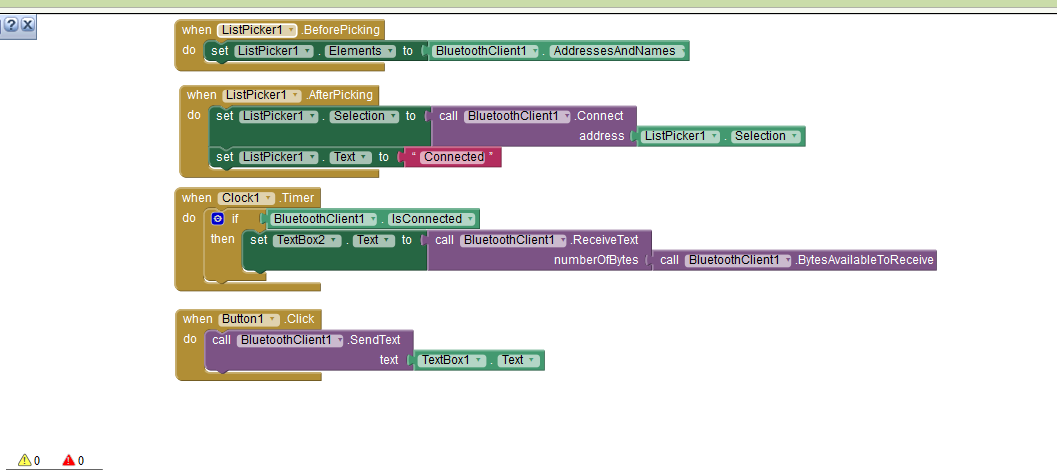 ? X
when ListPicker1 .BeforePicking
do set ListPicker1 . Elements to BluetoothClient1 . AddressesAndNames
when ListPicker1 .AfterPicking
do set ListPicker1 . Selection to call BluetoothClient1 .Connect
address ListPicker1 . Selection
set ListPicker1 . Text to " Connected "
when Clock1 .Timer
do if BluetoothClient1 . IsConnected
then set TextBox2 . Text to call BluetoothClient1 .ReceiveText
numberOfBytes call BluetoothClient1 .BytesAvailableToReceive
when Button1 .Click
do call BluetoothClient1 .SendText
text TextBox1 . Text
0 0